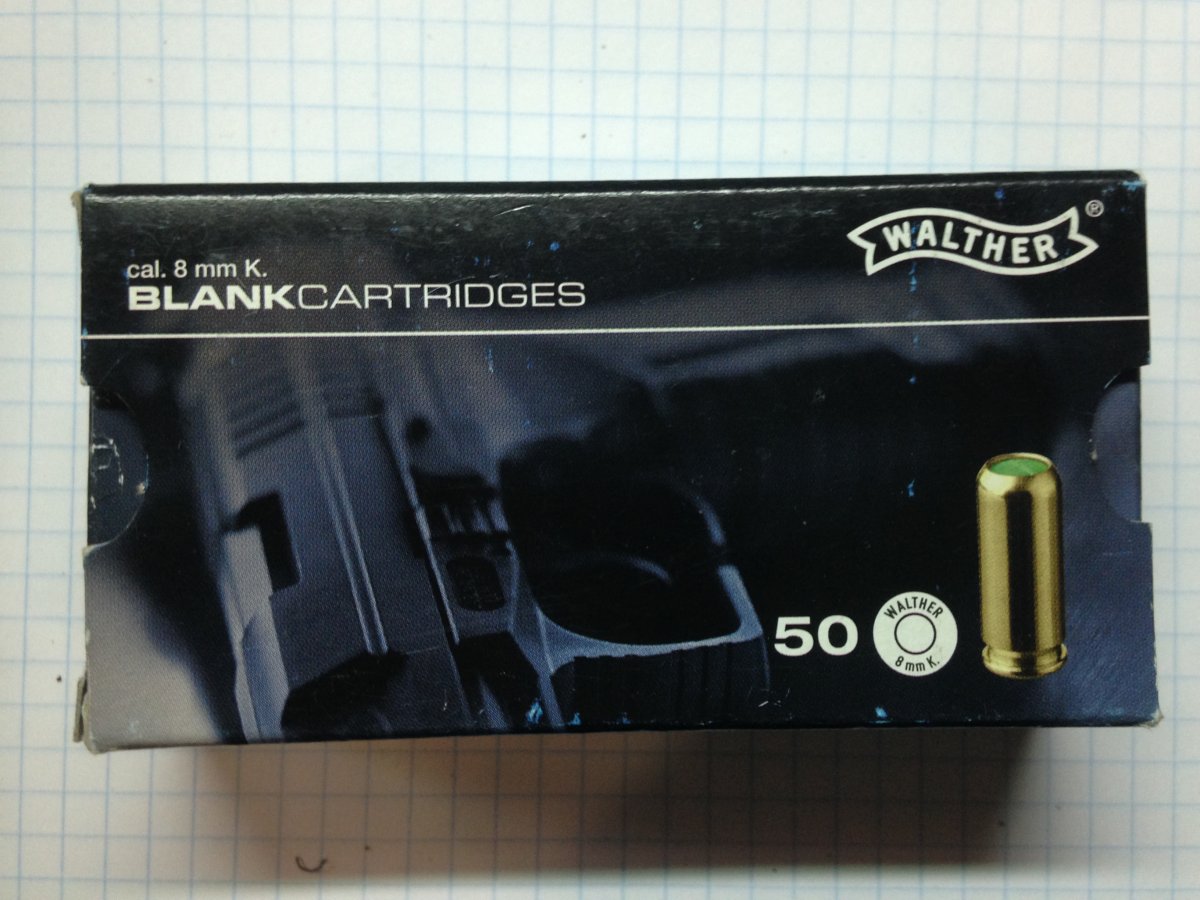 WALTHER®
cal. 8 mm K.
BLANKCARTRIDGES
50
WALTHER
8 mm K.